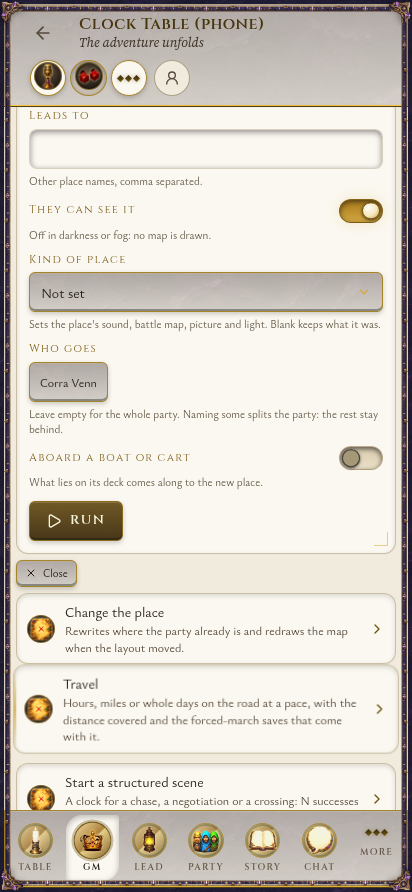 Clock Table (phone)
The adventure unfolds
Leads to
Other place names, comma separated.
They can see it
Off in darkness or fog: no map is drawn.
Kind of place
Not set
Sets the place's sound, battle map, picture and light. Blank keeps what it was.
Who goes
Corra Venn
Leave empty for the whole party. Naming some splits the party: the rest stay
behind.
Aboard a boat or cart
What lies on its deck comes along to the new place.
Run
Close
Change the place
Rewrites where the party already is and redraws the map
when the layout moved.
Travel
Hours, miles or whole days on the road at a pace, with the
distance covered and the forced-march saves that come
with it.
Start a structured scene
A clock for a chase, a negotiation or a crossing: N successes
Table
GM
Lead
Party
Story
Chat
More